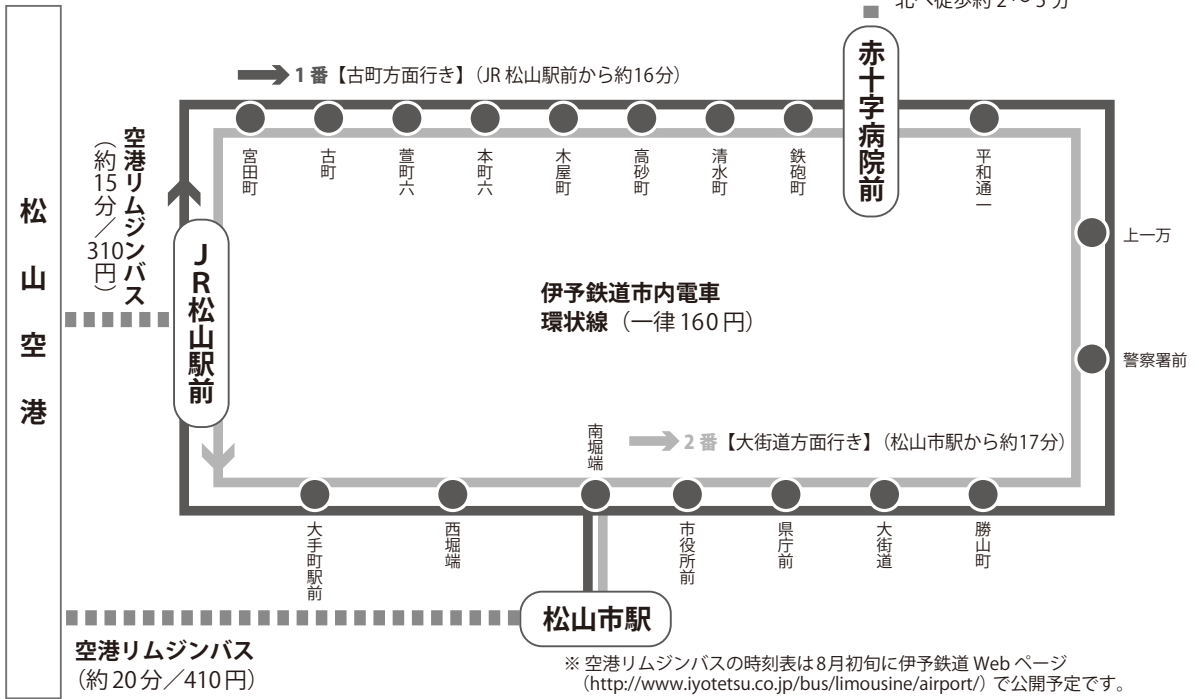 北へ徒歩約2〜3分
赤十字病院前
1番【古町方面行き】（JR松山駅前から約16分）
宮田町
古町
萱町六
本町六
木屋町
高砂町
清水町
鉄砲町
平和通一
上一万
警察署前
松山空港
空港リムジンバス
（約15分／310円）
JR松山駅前
伊予鉄道市内電車
環状線（一律160円）
2番【大街道方面行き】（松山市駅から約17分）
南堀端
大手町駅前
西堀端
市役所前
県庁前
大街道
勝山町
松山市駅
空港リムジンバス
（約20分／410円）
※ 空港リムジンバスの時刻表は8月初旬に伊予鉄道 Web ページ
（http://www.iyotetsu.co.jp/bus/limousine/airport/）で公開予定です。